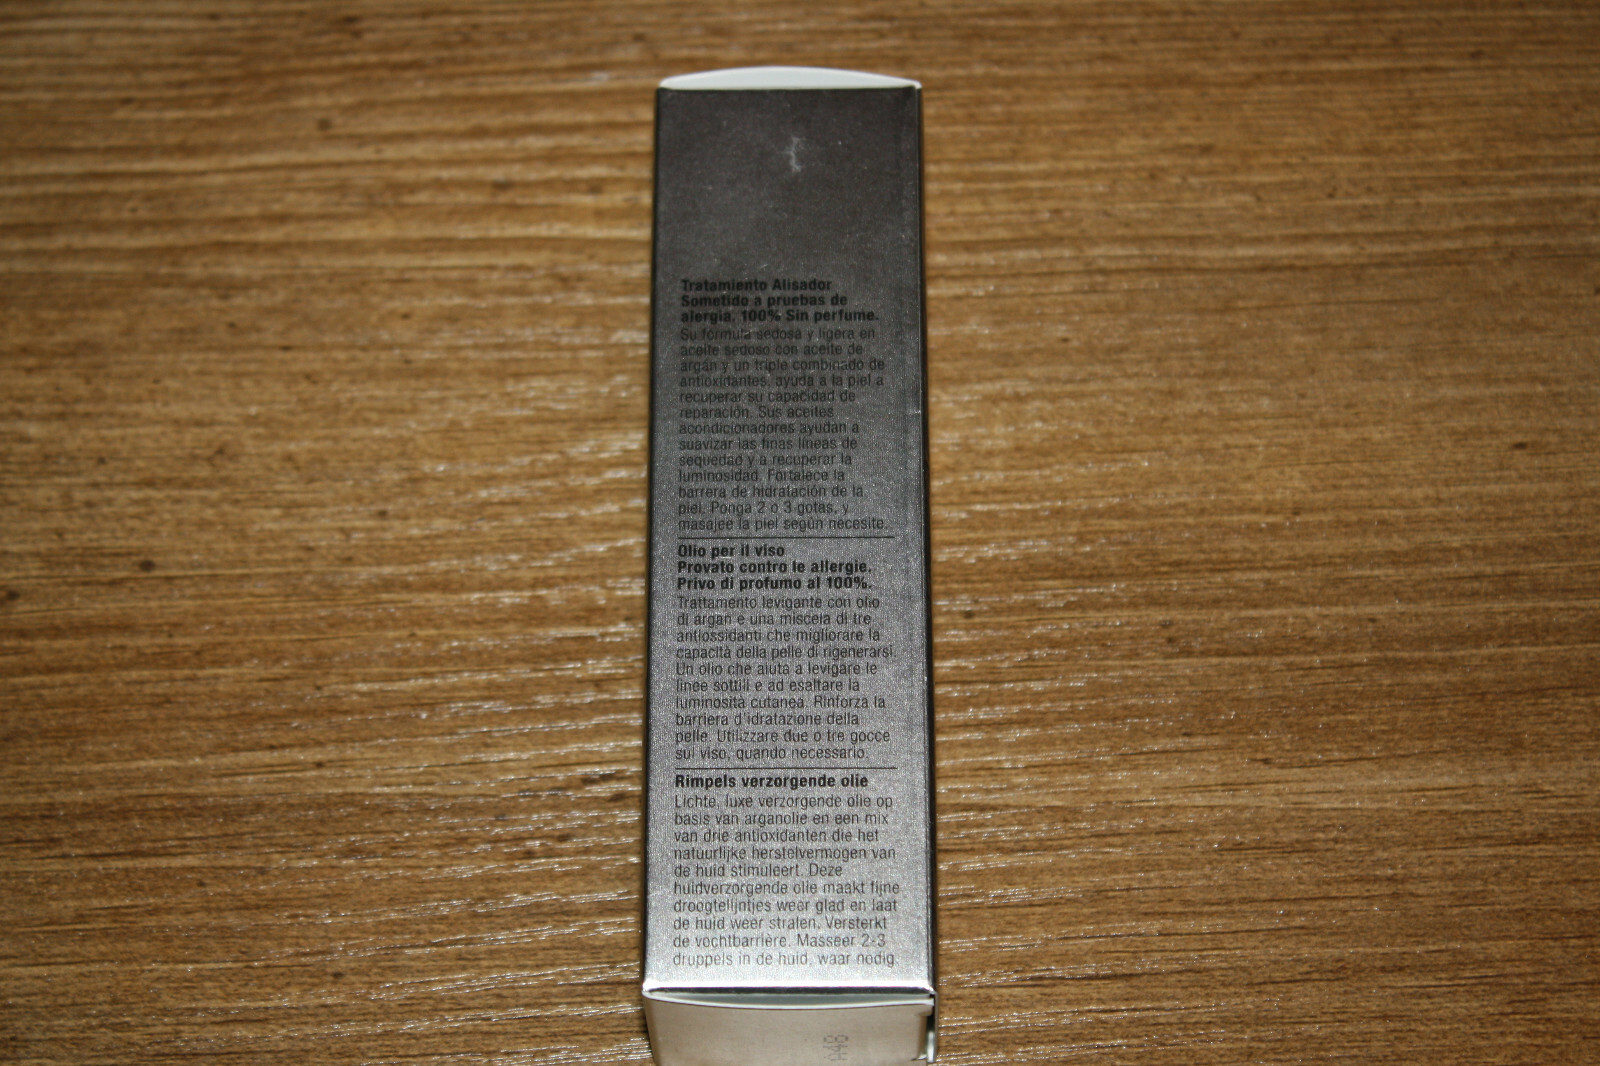 Tratamiento Alisador
Sometido a pruebas de
alergia. 100% Sin perfume.
Su fórmula sedosa y ligera en
aceite sedoso con aceite de
argán y un triple combinado de
antioxidantes, ayuda a la piel a
recuperar su capacidad de
reparación. Sus aceites
acondicionadores ayudan a
suavizar las finas líneas de
sequedad y a recuperar la
luminosidad. Fortalece la
barrera de hidratación de la
piel. Ponga 2 o 3 gotas, y
masajee la piel según necesite.
Olio per il viso
Provato contro le allergie.
Privo di profumo al 100%.
Trattamento levigante con olio
di argan e una miscela di tre
antiossidanti che migliorare la
capacità della pelle di rigenerarsi.
Un olio che aiuta a levigare le
linee sottili e ad esaltare la
luminosità cutanea. Rinforza la
barriera d'idratazione della
pelle. Utilizzare due o tre gocce
sul viso, quando necessario.
Rimpels verzorgende olie
Lichte, luxe verzorgende olie op
basis van arganolie en een mix
van drie antioxidanten die het
natuurlijke herstelvermogen van
de huid stimuleert. Deze
huidverzorgende olie maakt fijne
droogtelijntjes weer glad en laat
de huid weer stralen. Versterkt
de vochtbarrière. Masseer 2-3
druppels in de huid, waar nodig.
A48